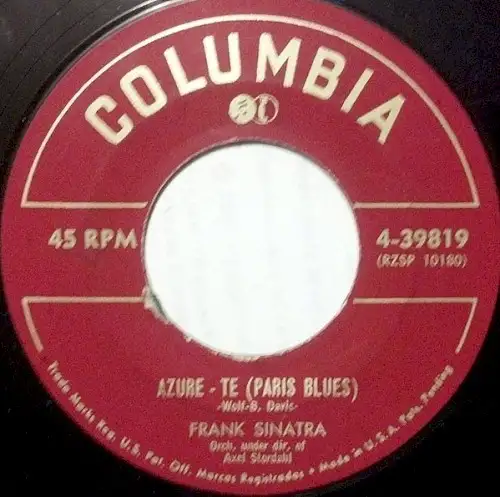 COLUMBIA
45 RPM
4-39819
(RZSP 10180)
AZURE - TE (PARIS BLUES)
-Wolf-B. Davis-
FRANK SINATRA
Orch. under dir. of
Axel Stordahl
Trade Marks Reg. U.S. Pat. Off. Marcas Registradas • Made in U.S.A. Pats. Pending